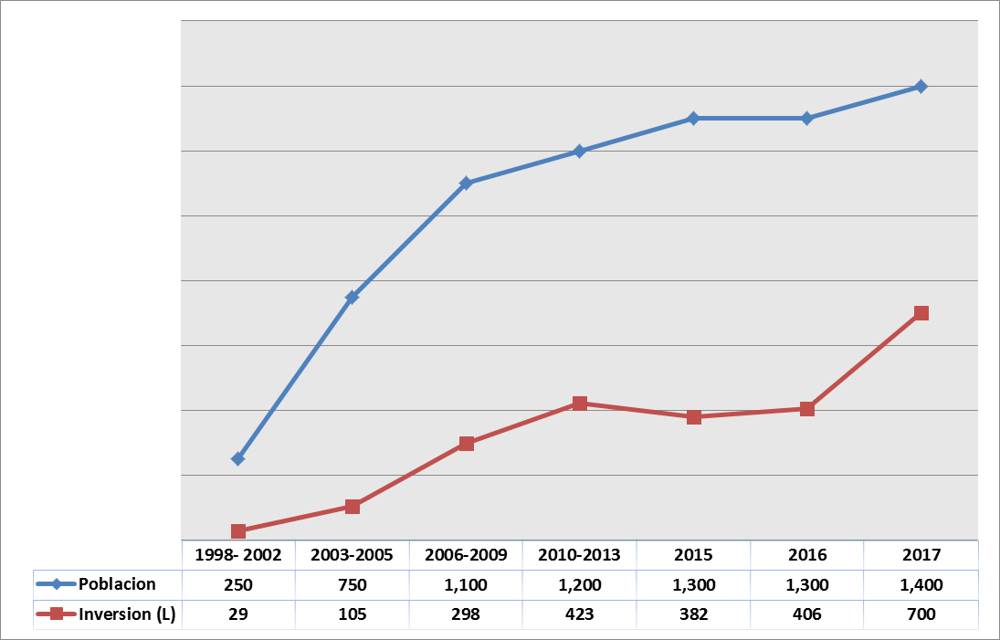 1998- 2002 2003-2005 2006-2009 2010-2013 2015 2016 2017
Poblacion 250 750 1,100 1,200 1,300 1,300 1,400
Inversion (L) 29 105 298 423 382 406 700